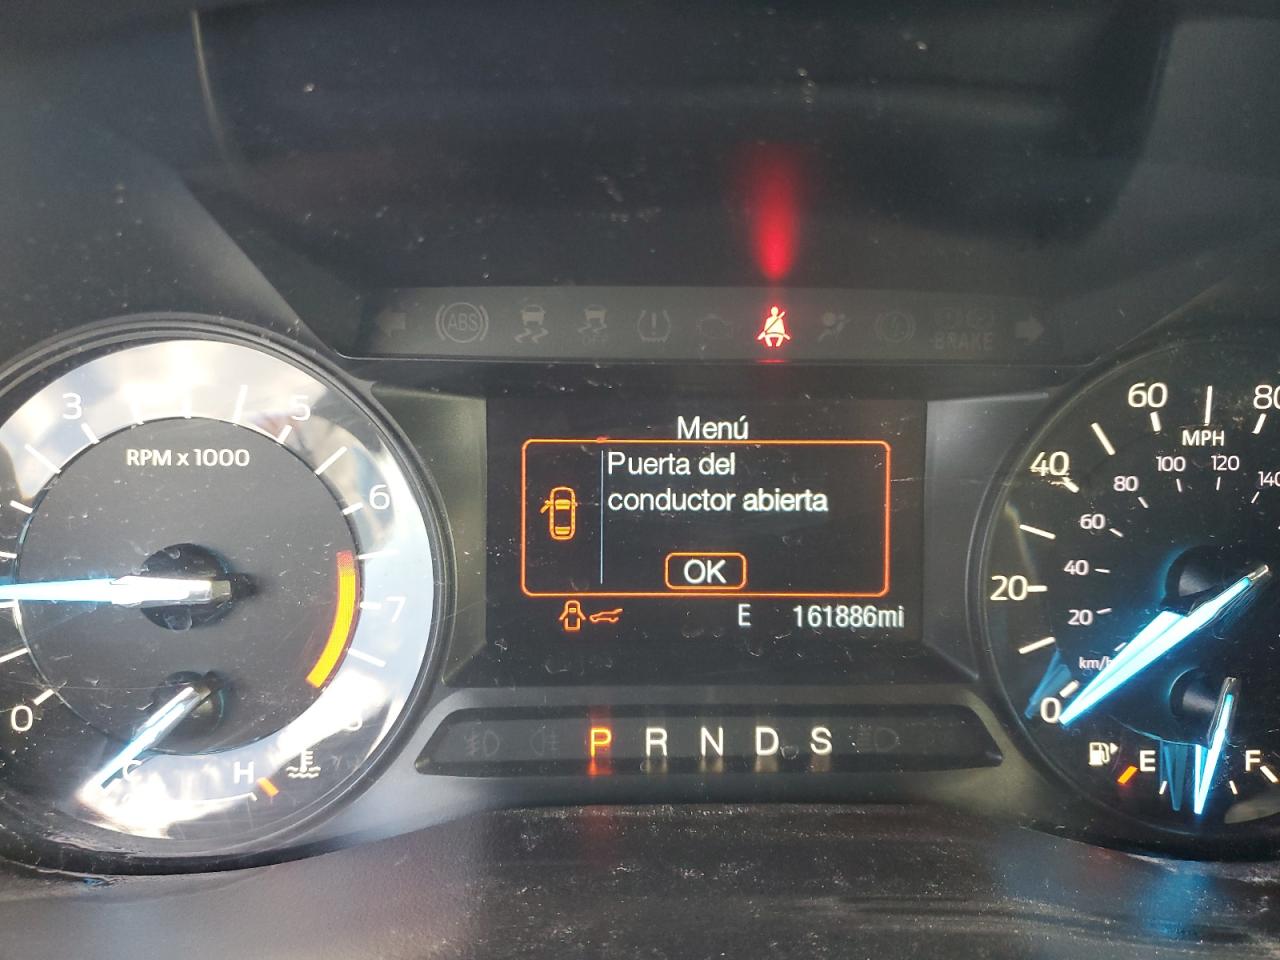 ABS
OFF
BRAKE
3
5
6
7
0
RPM x 1000
C
H
Menú
Puerta del
conductor abierta
OK
E 161886mi
P R N D S
60
80
40
20
0
MPH
100
120
140
80
60
40
20
km/h
E
F